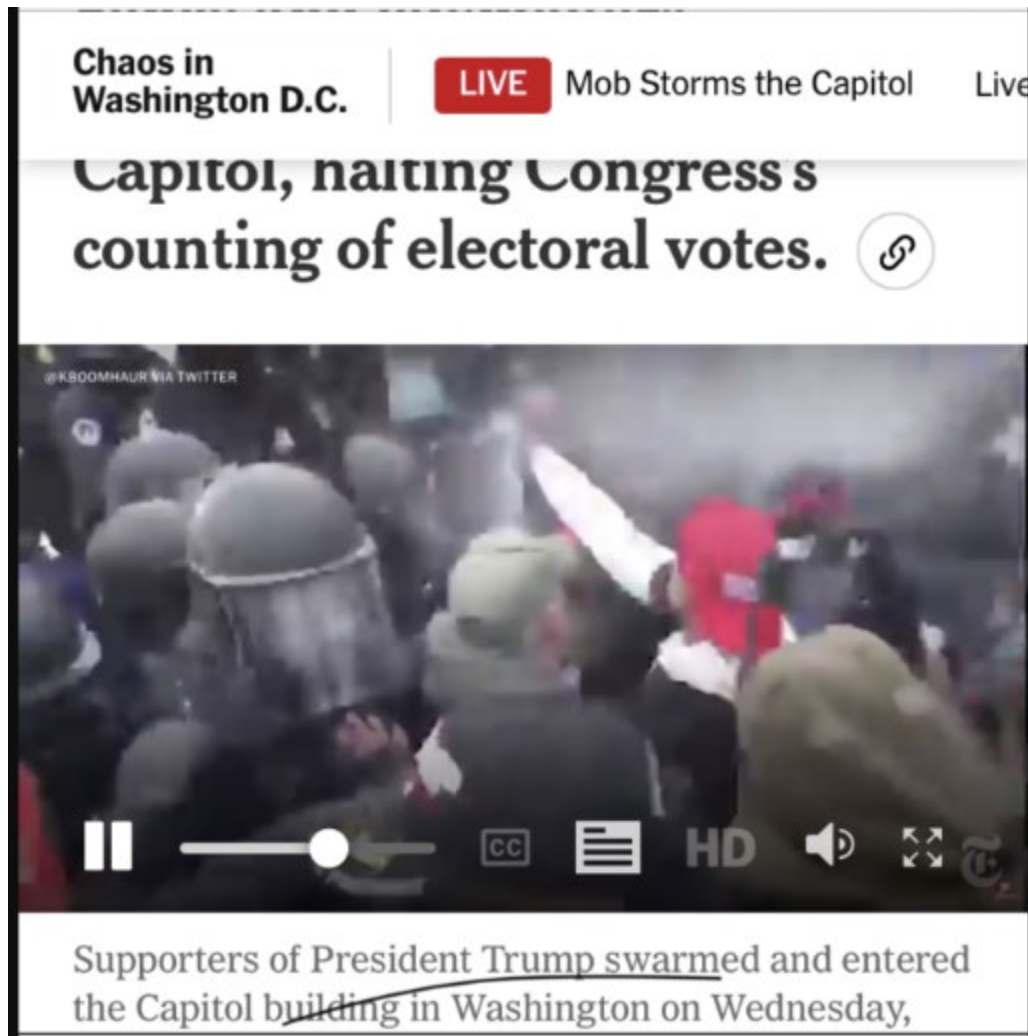 Chaos in
Washington D.C.
LIVE Mob Storms the Capitol Live
Capitol, halting Congress's
counting of electoral votes.
@KBOOMHAUR VIA TWITTER
CC HD
Supporters of President Trump swarmed and entered
the Capitol building in Washington on Wednesday,